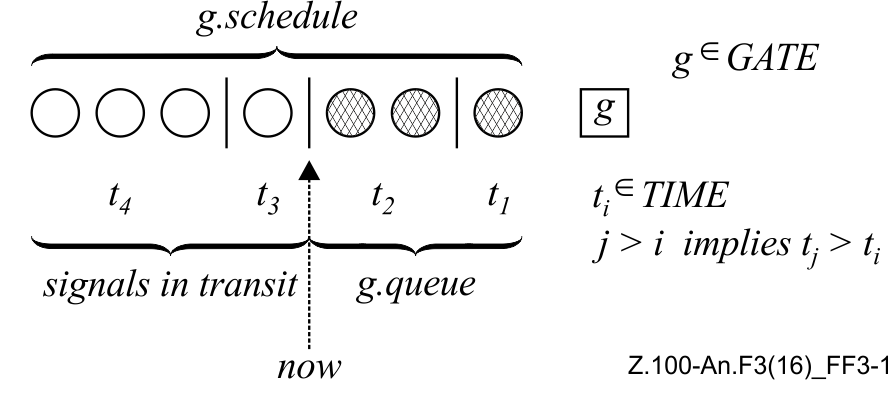 g.schedule
g ∈ GATE
g
t4 t3 t2 t1
ti ∈ TIME
j > i implies tj > ti
signals in transit g.queue
now
Z.100-An.F3(16)_FF3-1